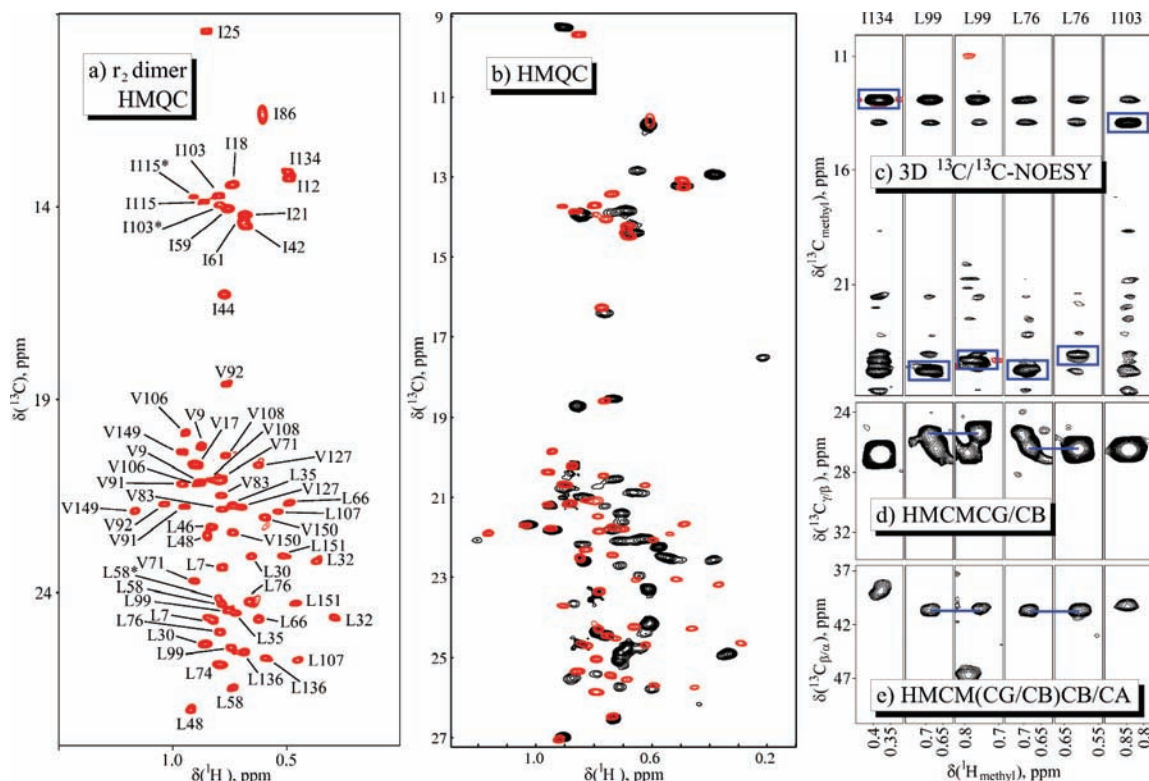 a) r₂ dimer
HMQC
I25
I86
I103
I18
I134
I115*
I12
I115
I21
I103*
I59
I61
I42
I44
V92
V106
V9
V17
V108
V149
V108
V9
V71
V106
V127
V91
V83
L35
V83
V127
L66
V149
L107
V92
L46
V150
V91
L48
V150
L151
L7
V71
L30
L32
L58*
L58
L76
L99
L151
L7
L66
L32
L76
L35
L30
L99
L107
L74
L136
L136
L58
L48
14
19
24
δ(¹³C), ppm
1.0
0.5
δ(¹H), ppm
b) HMQC
9
11
13
15
17
19
21
23
25
27
δ(¹³C), ppm
1.0
0.6
0.2
δ(¹H), ppm
I134
L99
L99
L76
L76
I103
11
16
21
δ(¹³Cmethyl), ppm
c) 3D ¹³C/¹³C-NOESY
24
28
32
δ(¹³Cγ/β), ppm
d) HMCMCG/CB
37
42
47
δ(¹³Cβ/α), ppm
e) HMCM(CG/CB)CB/CA
0.4
0.35
0.7
0.65
0.8
0.7
0.7
0.65
0.6
0.55
0.85
0.8
δ(¹Hmethyl), ppm